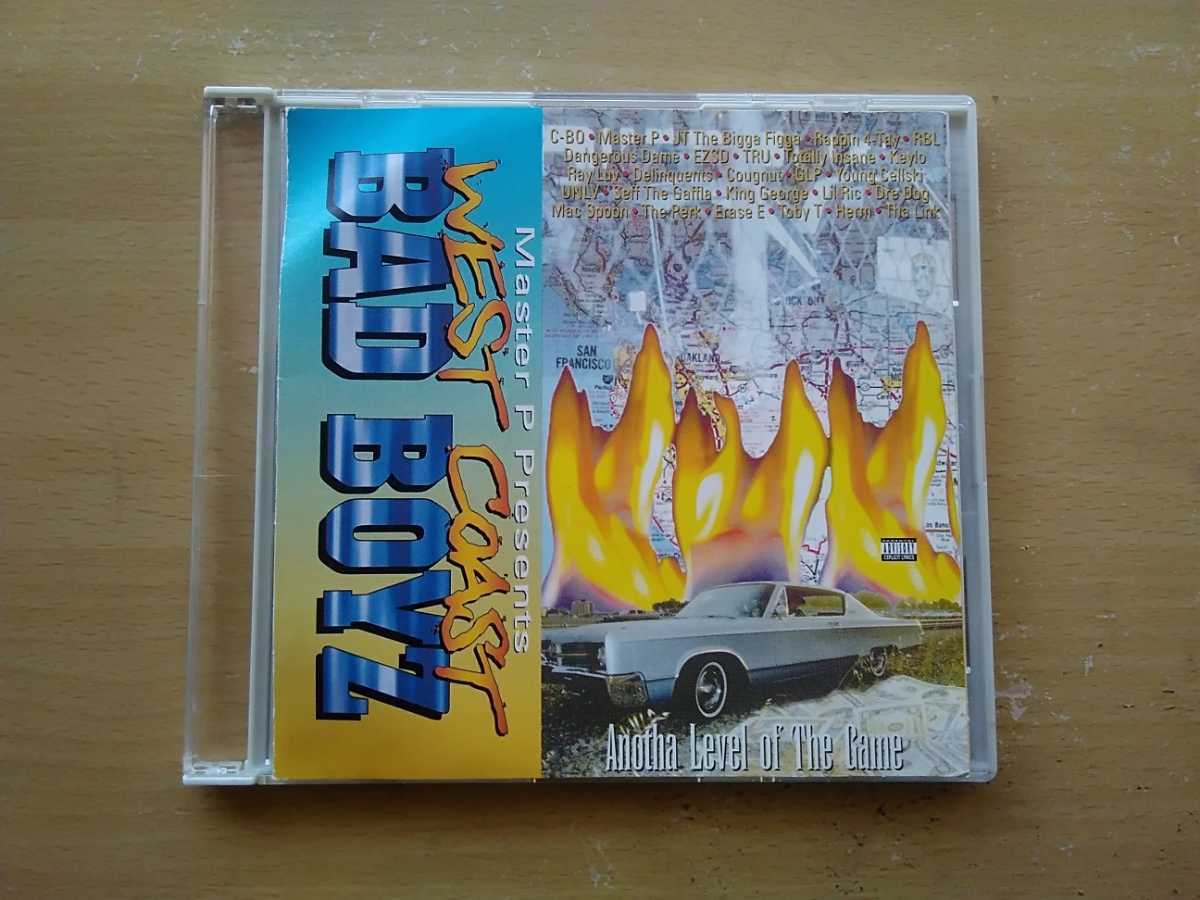 Master P Presents
WEST COAST
BAD BOYZ
C-BO • Master P • JT The Bigga Figga • Rappin 4-Tay • RBL
Dangerous Dame • EZSD • TRU • Totally Insane • Kaylo
Ray Luv • Delinquents • Cougnut • GLP • Young Cellski
UNLV • Seff The Gaffla • King George • Lil Ric • Dre Dog
Mac Spoon • The Perk • Erase E • Toby T • Herm • Tha Link
SAN
FRANCISCO
OAKLAND
PARENTAL
ADVISORY
EXPLICIT LYRICS
Anotha Level of The Game